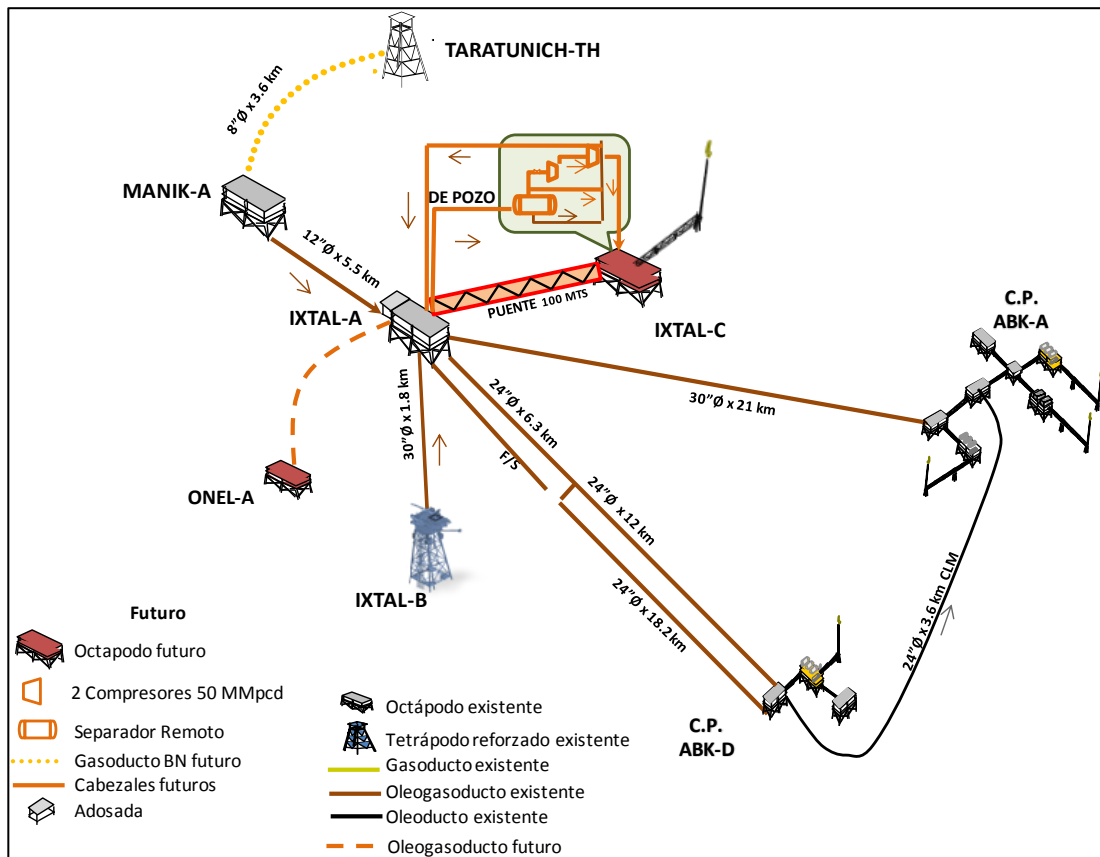 TARATUNICH-TH
8”Ø x 3.6 km
MANIK-A
DE POZO
12”Ø x 5.5 km
PUENTE 100 MTS
IXTAL-A
IXTAL-C
C.P.
ABK-A
30”Ø x 21 km
30”Ø x 1.8 km
24”Ø x 6.3 km
F/S
24”Ø x 12 km
24”Ø x 18.2 km
ONEL-A
IXTAL-B
24”Ø x 3.6 km CLM
C.P.
ABK-D
Futuro
Octapodo futuro
2 Compresores 50 MMpcd
Separador Remoto
Gasoducto BN futuro
Cabezales futuros
Adosada
Octápodo existente
Tetrápodo reforzado existente
Gasoducto existente
Oleogasoducto existente
Oleoducto existente
Oleogasoducto futuro